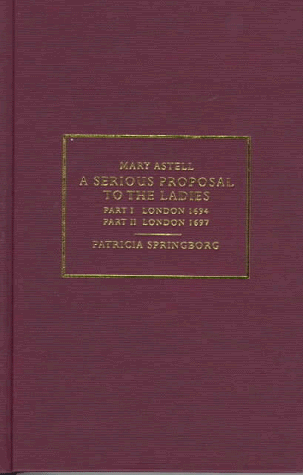 MARY ASTELL
A SERIOUS PROPOSAL
TO THE LADIES
PART I LONDON 1694
PART II LONDON 1697
PATRICIA SPRINGBORG